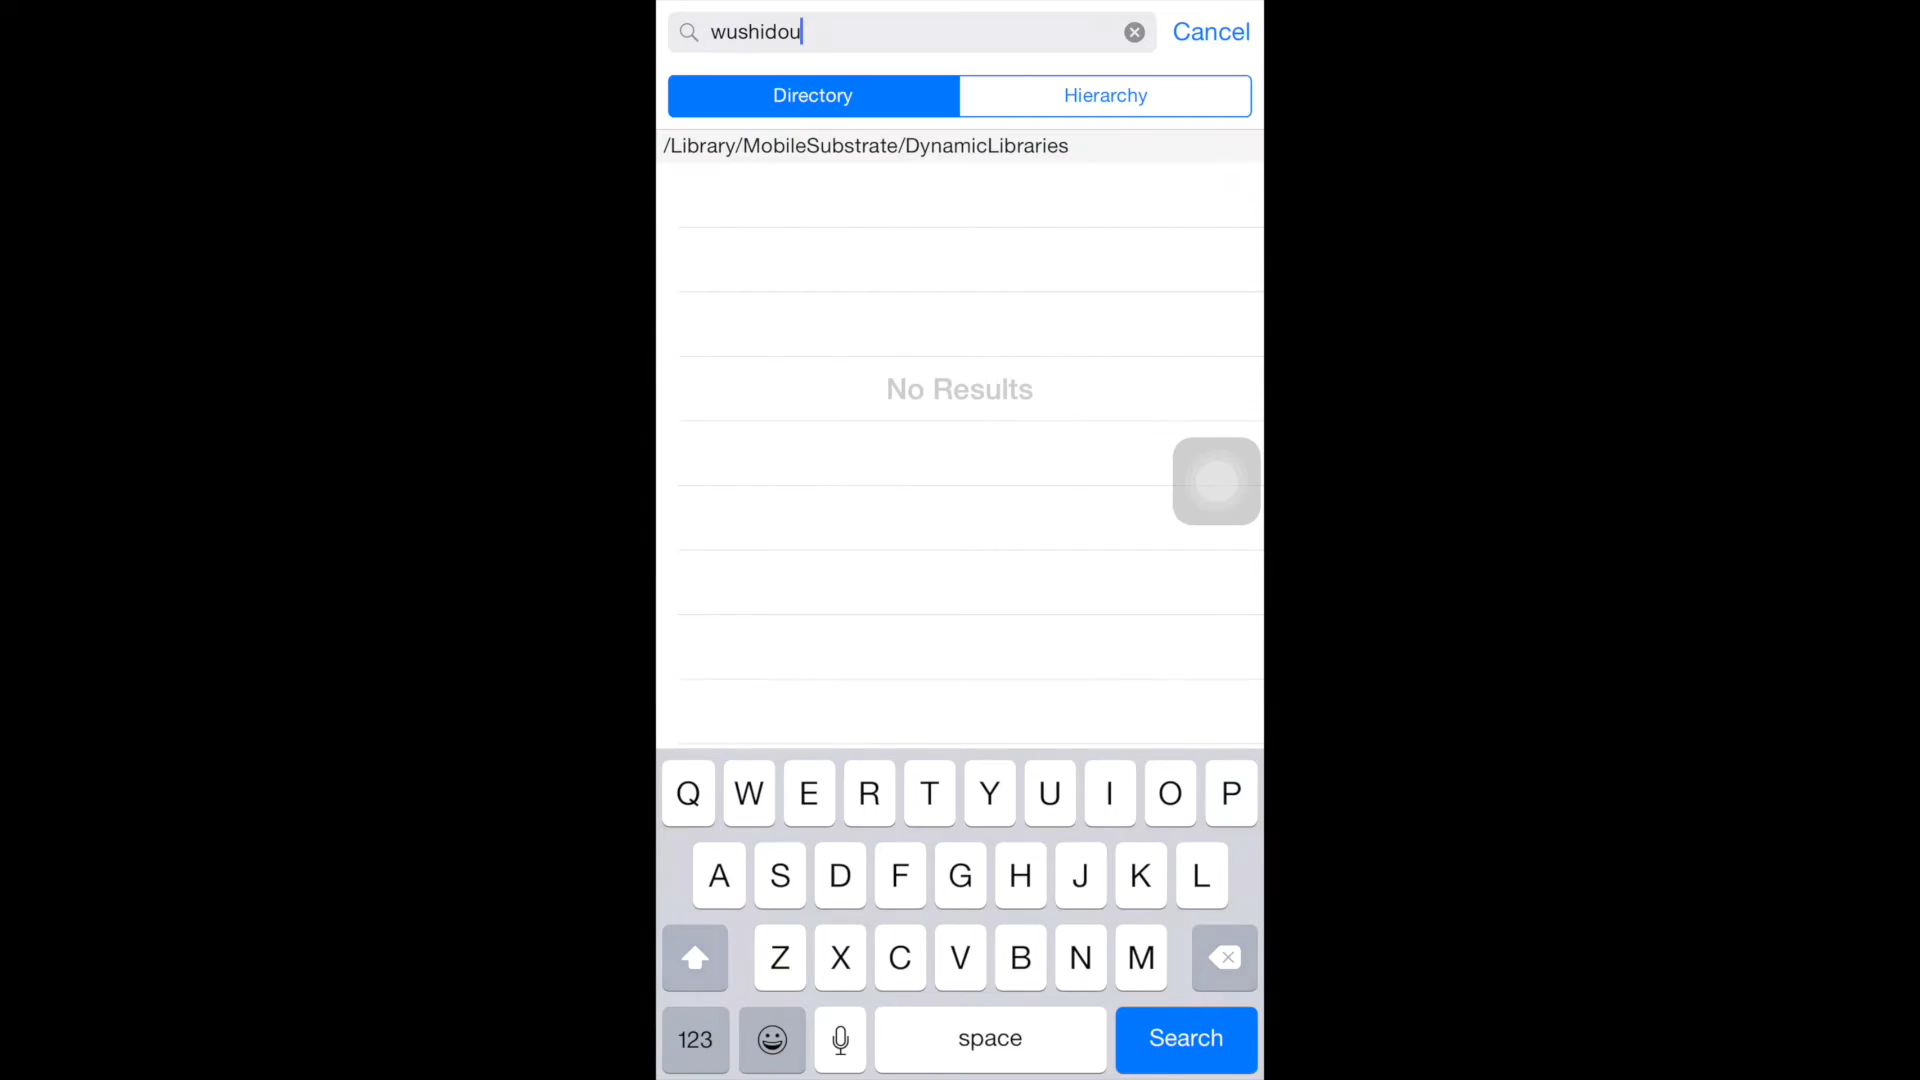 wushidou Cancel
Directory Hierarchy
/Library/MobileSubstrate/DynamicLibraries
No Results
Q W E R T Y U I O P
A S D F G H J K L
Z X C V B N M
123 space Search